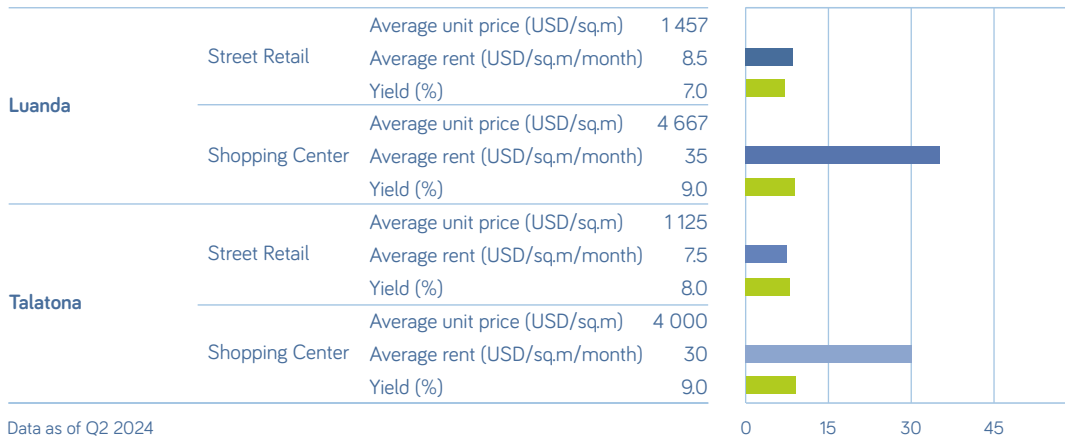 Average unit price (USD/sq.m) 1 457
Street Retail Average rent (USD/sq.m/month) 8.5
Yield (%) 7.0
Luanda
Average unit price (USD/sq.m) 4 667
Shopping Center Average rent (USD/sq.m/month) 35
Yield (%) 9.0
Average unit price (USD/sq.m) 1 125
Street Retail Average rent (USD/sq.m/month) 7.5
Yield (%) 8.0
Talatona
Average unit price (USD/sq.m) 4 000
Shopping Center Average rent (USD/sq.m/month) 30
Yield (%) 9.0
Data as of Q2 2024
0 15 30 45